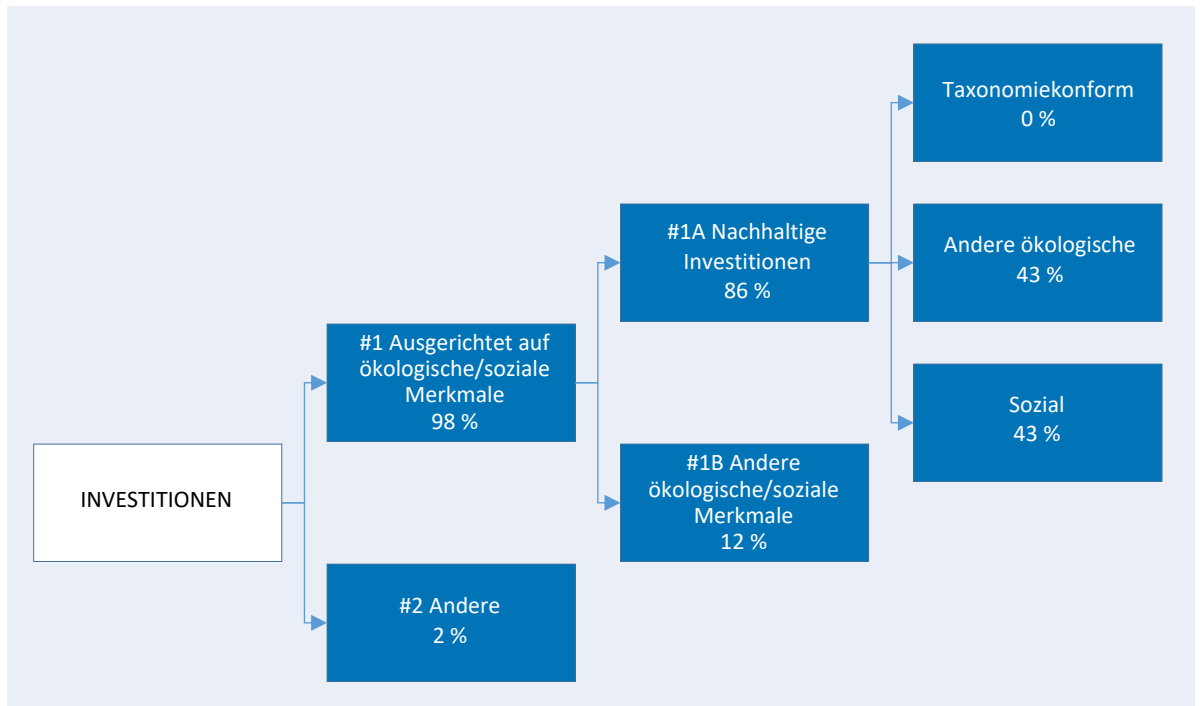 INVESTITIONEN
#1 Ausgerichtet auf
ökologische/soziale
Merkmale
98 %
#2 Andere
2 %
#1A Nachhaltige
Investitionen
86 %
#1B Andere
ökologische/soziale
Merkmale
12 %
Taxonomiekonform
0 %
Andere ökologische
43 %
Sozial
43 %